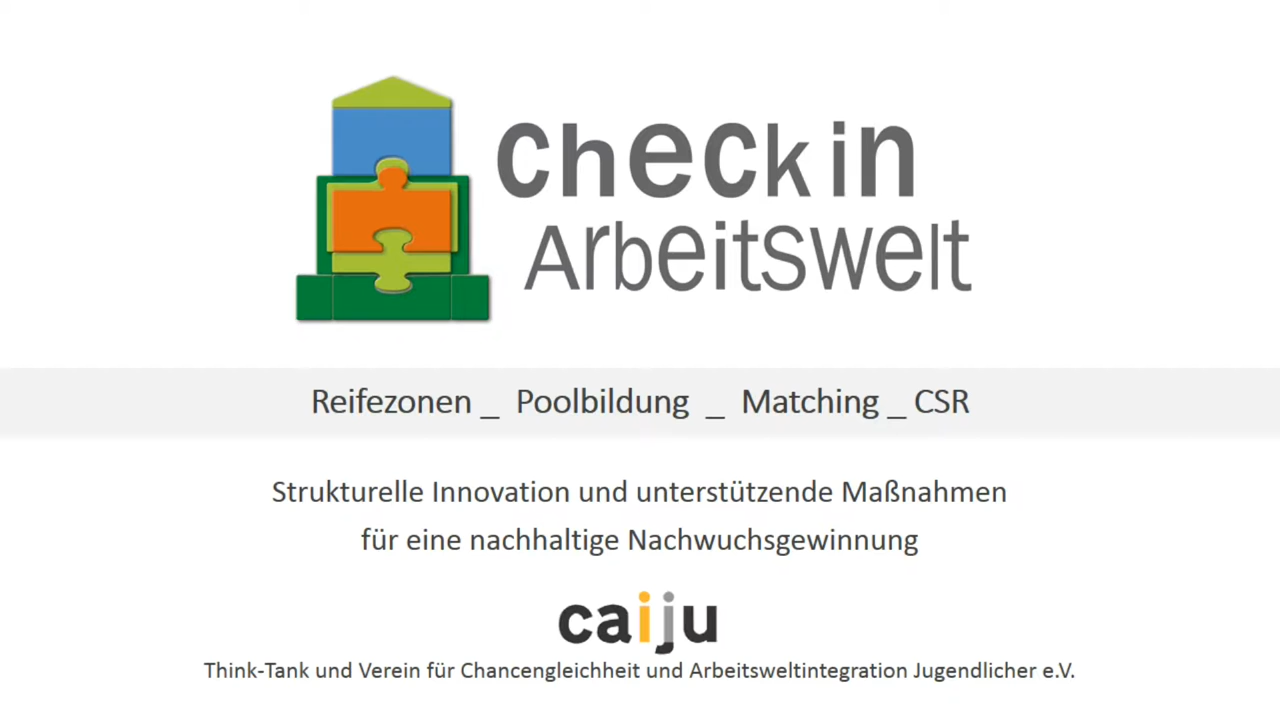 checkin
Arbeitswelt
Reifezonen _ Poolbildung _ Matching _ CSR
Strukturelle Innovation und unterstützende Maßnahmen
für eine nachhaltige Nachwuchsgewinnung
caiju
Think-Tank und Verein für Chancengleichheit und Arbeitsweltintegration Jugendlicher e.V.